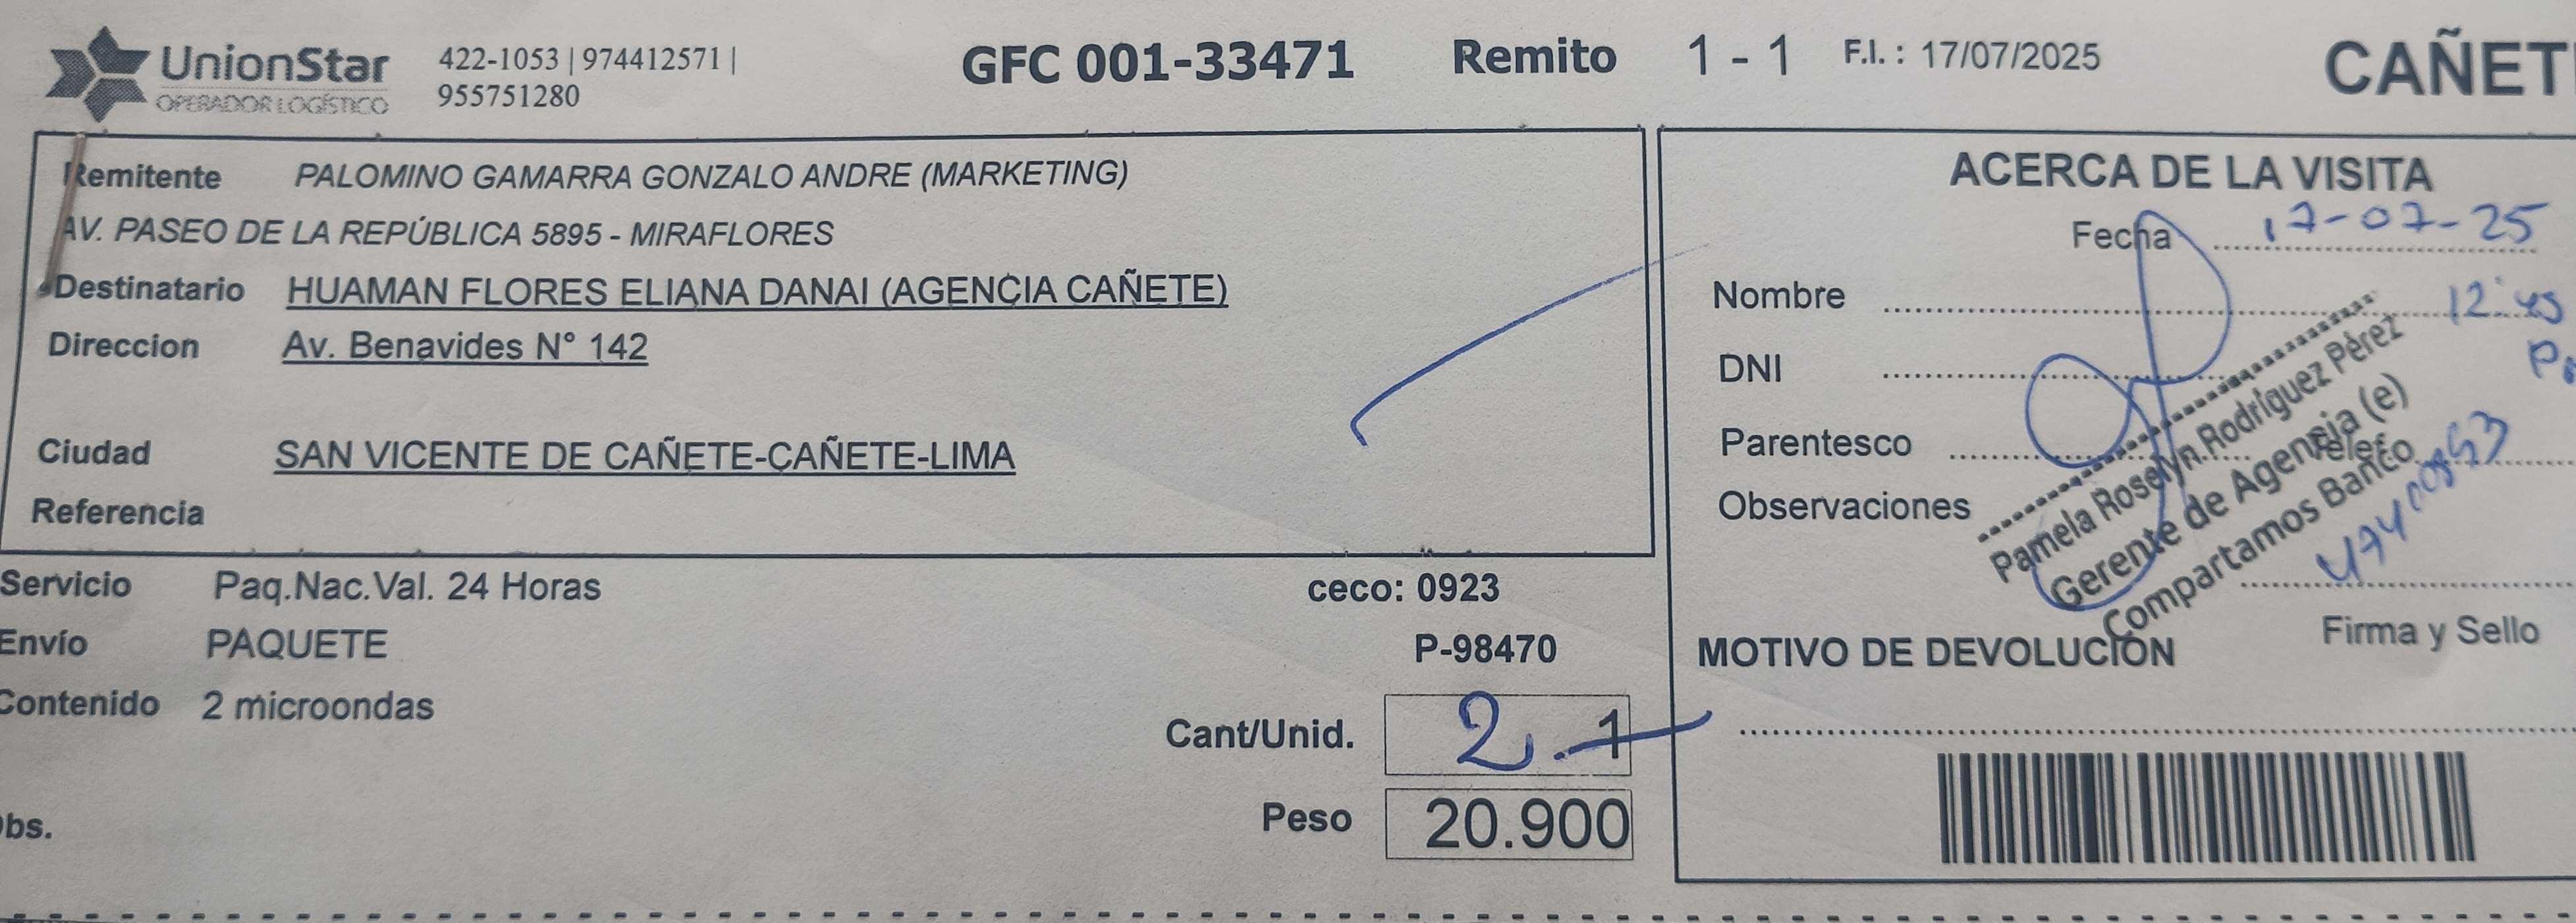 UnionStar
OPERADOR LOGÍSTICO
422-1053 | 974412571 |
955751280
GFC 001-33471 Remito 1 - 1 F.I. : 17/07/2025
CAÑET
Remitente PALOMINO GAMARRA GONZALO ANDRE (MARKETING)
AV. PASEO DE LA REPÚBLICA 5895 - MIRAFLORES
Destinatario HUAMAN FLORES ELIANA DANAI (AGENCIA CAÑETE)
Direccion Av. Benavides N° 142
Ciudad SAN VICENTE DE CAÑETE-CAÑETE-LIMA
Referencia
Servicio Paq.Nac.Val. 24 Horas
ceco: 0923
Envío PAQUETE
P-98470
Contenido 2 microondas
Cant/Unid. 2 1
Peso 20.900
bs.
ACERCA DE LA VISITA
Fecha 17-07-25
Nombre 12:45
DNI
Parentesco
Observaciones
Pamela Roselyn Rodríguez Pérez
Gerente de Agencia (e)
Compartamos Banco
Firma y Sello
MOTIVO DE DEVOLUCIÓN